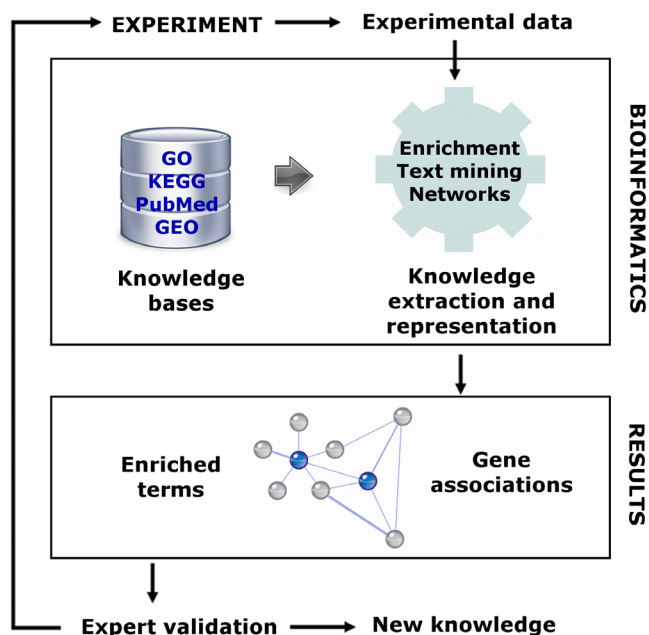 EXPERIMENT
Experimental data
BIOINFORMATICS
GO
KEGG
PubMed
GEO
Enrichment
Text mining
Networks
Knowledge
bases
Knowledge
extraction and
representation
RESULTS
Enriched
terms
Gene
associations
Expert validation
New knowledge